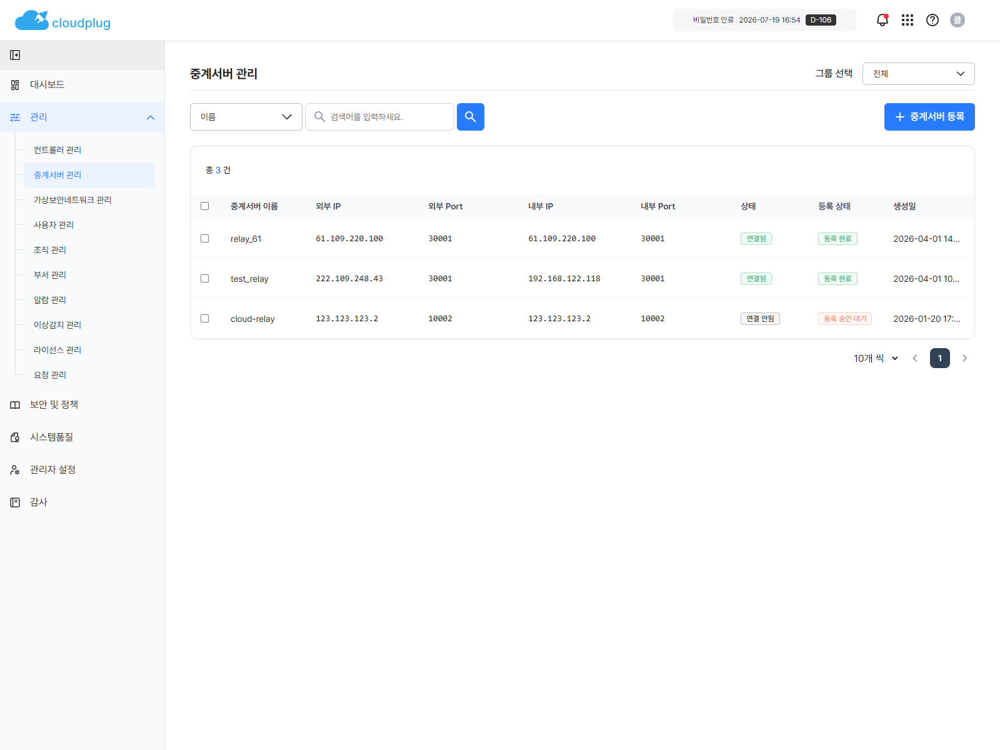 cloudplug
비밀번호 만료 2026-07-19 16:54 D-106
클
대시보드
관리
컨트롤러 관리
중계서버 관리
가상보안네트워크 관리
사용자 관리
조직 관리
부서 관리
알람 관리
이상감지 관리
라이선스 관리
요청 관리
보안 및 정책
시스템품질
관리자 설정
감사
중계서버 관리
그룹 선택 전체
이름 검색어를 입력하세요.
중계서버 등록
총 3 건
중계서버 이름 외부 IP 외부 Port 내부 IP 내부 Port 상태 등록 상태 생성일
relay_61 61.109.220.100 30001 61.109.220.100 30001 연결됨 등록 완료 2026-04-01 14...
test_relay 222.109.248.43 30001 192.168.122.118 30001 연결됨 등록 완료 2026-04-01 10...
cloud-relay 123.123.123.2 10002 123.123.123.2 10002 연결 안됨 등록 승인 대기 2026-01-20 17:...
10개 씩 1